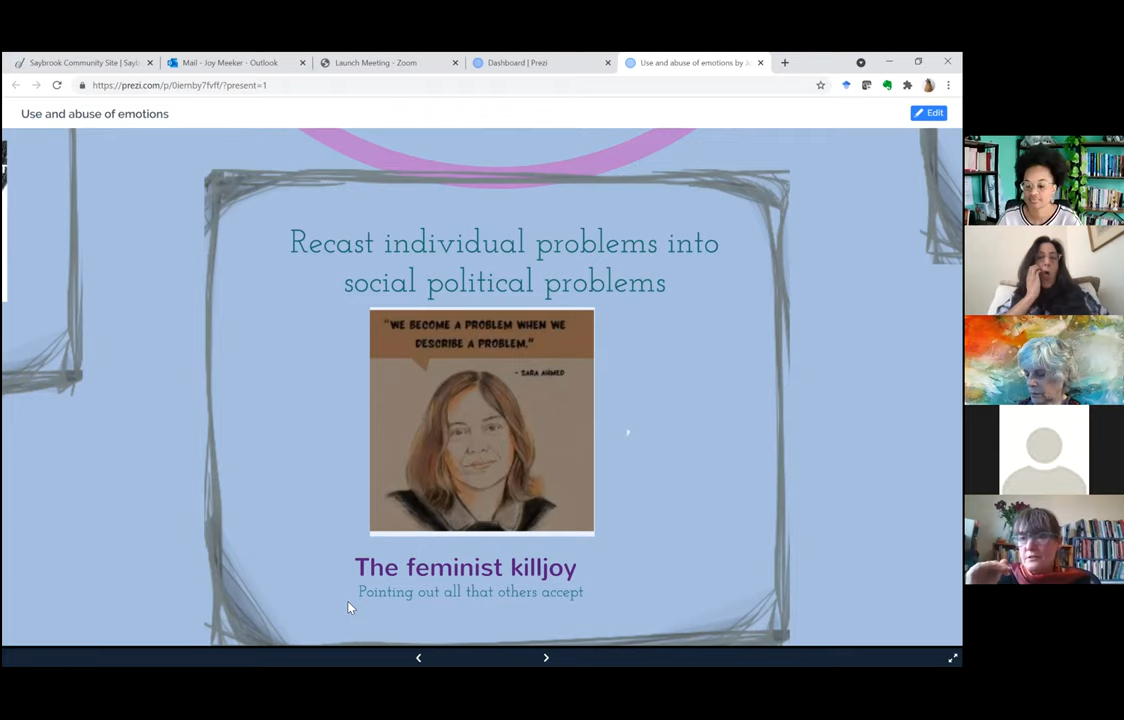 Saybrook Community Site | Sayb
Mail - Joy Meeker - Outlook
Launch Meeting - Zoom
Dashboard | Prezi
Use and abuse of emotions by
https://prezi.com/p/0iernby7fvff/?present=1
Use and abuse of emotions
Edit
Recast individual problems into
social political problems
"WE BECOME A PROBLEM WHEN WE
DESCRIBE A PROBLEM."
- SARA AHMED
The feminist killjoy
Pointing out all that others accept